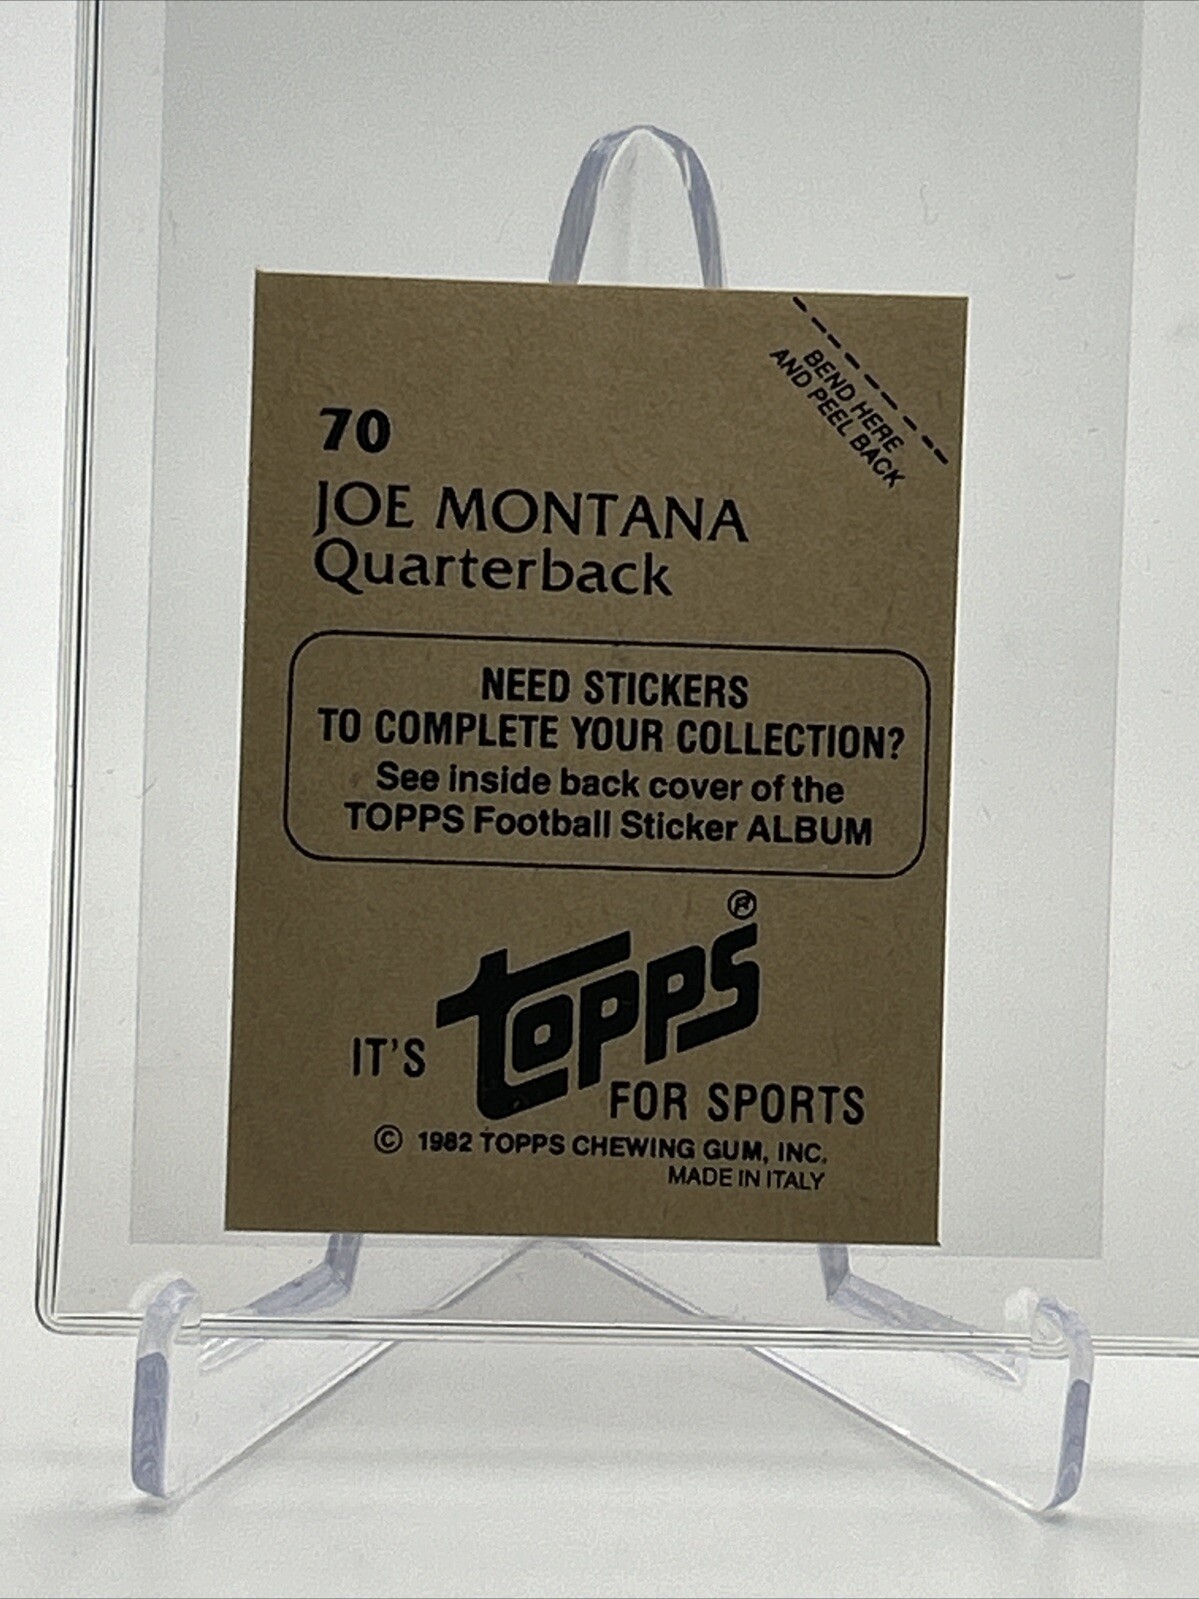 BEND HERE
AND PEEL BACK
70
JOE MONTANA
Quarterback
NEED STICKERS
TO COMPLETE YOUR COLLECTION?
See inside back cover of the
TOPPS Football Sticker ALBUM
IT'S TOPPS® FOR SPORTS
© 1982 TOPPS CHEWING GUM, INC.
MADE IN ITALY